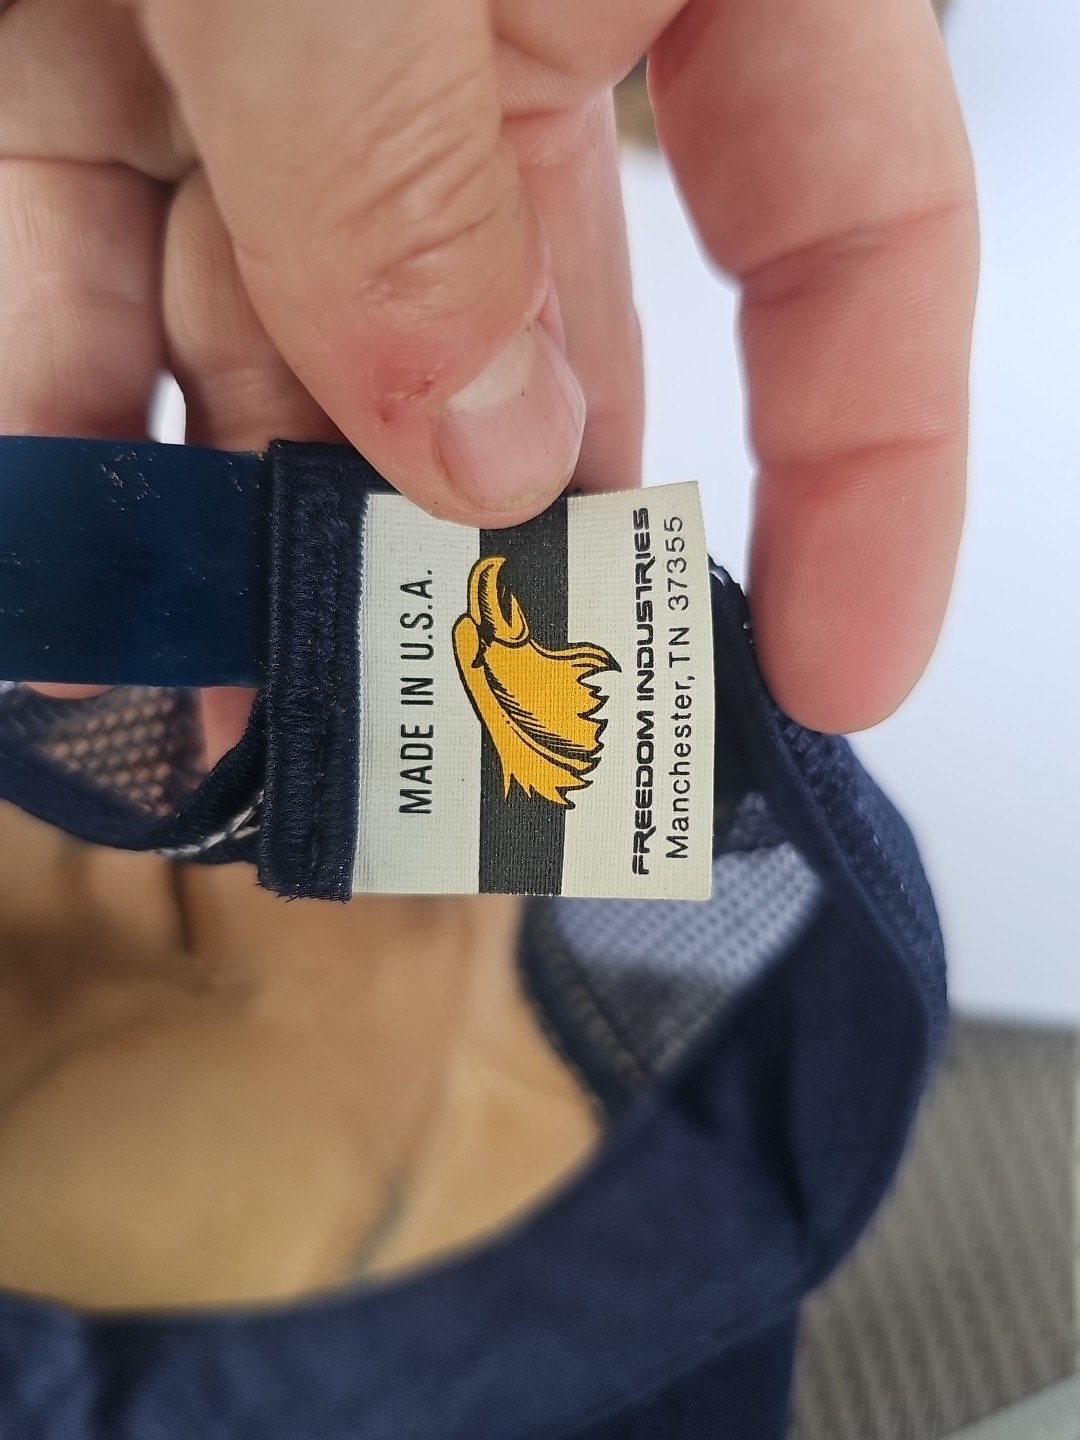 MADE IN U.S.A.
FREEDOM INDUSTRIES
Manchester, TN 37355